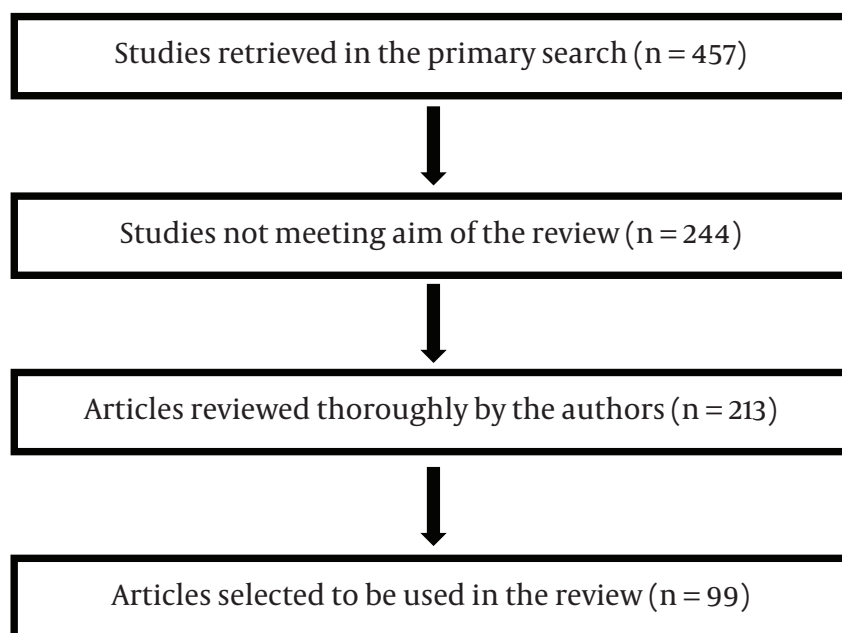 Studies retrieved in the primary search (n = 457)
Studies not meeting aim of the review (n = 244)
Articles reviewed thoroughly by the authors (n = 213)
Articles selected to be used in the review (n = 99)